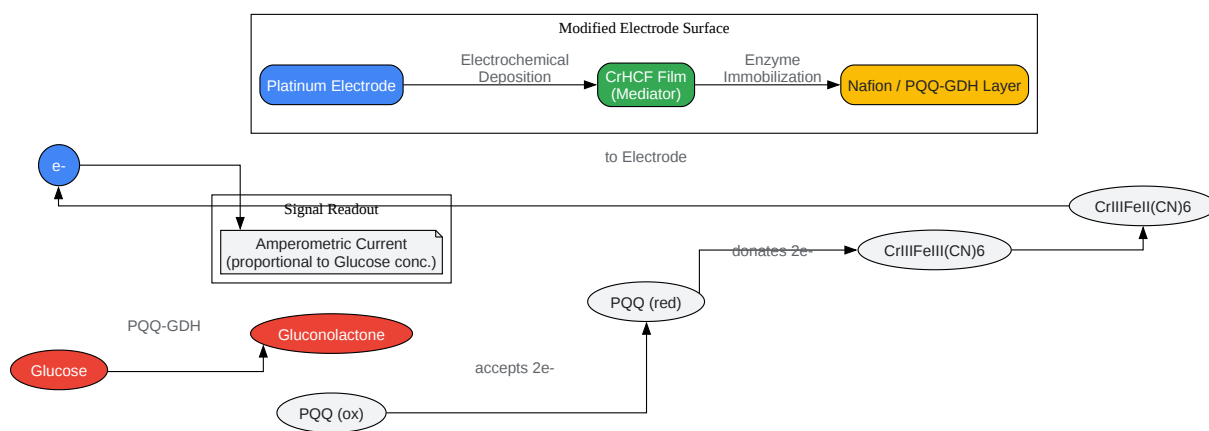 Modified Electrode Surface
Platinum Electrode
Electrochemical
Deposition
CrHCF Film
(Mediator)
Enzyme
Immobilization
Nafion / PQQ-GDH Layer
to Electrode
e-
Signal Readout
Amperometric Current
(proportional to Glucose conc.)
CrIIIFeII(CN)6
donates 2e-
CrIIIFeIII(CN)6
PQQ (red)
PQQ-GDH
Gluconolactone
Glucose
accepts 2e-
PQQ (ox)